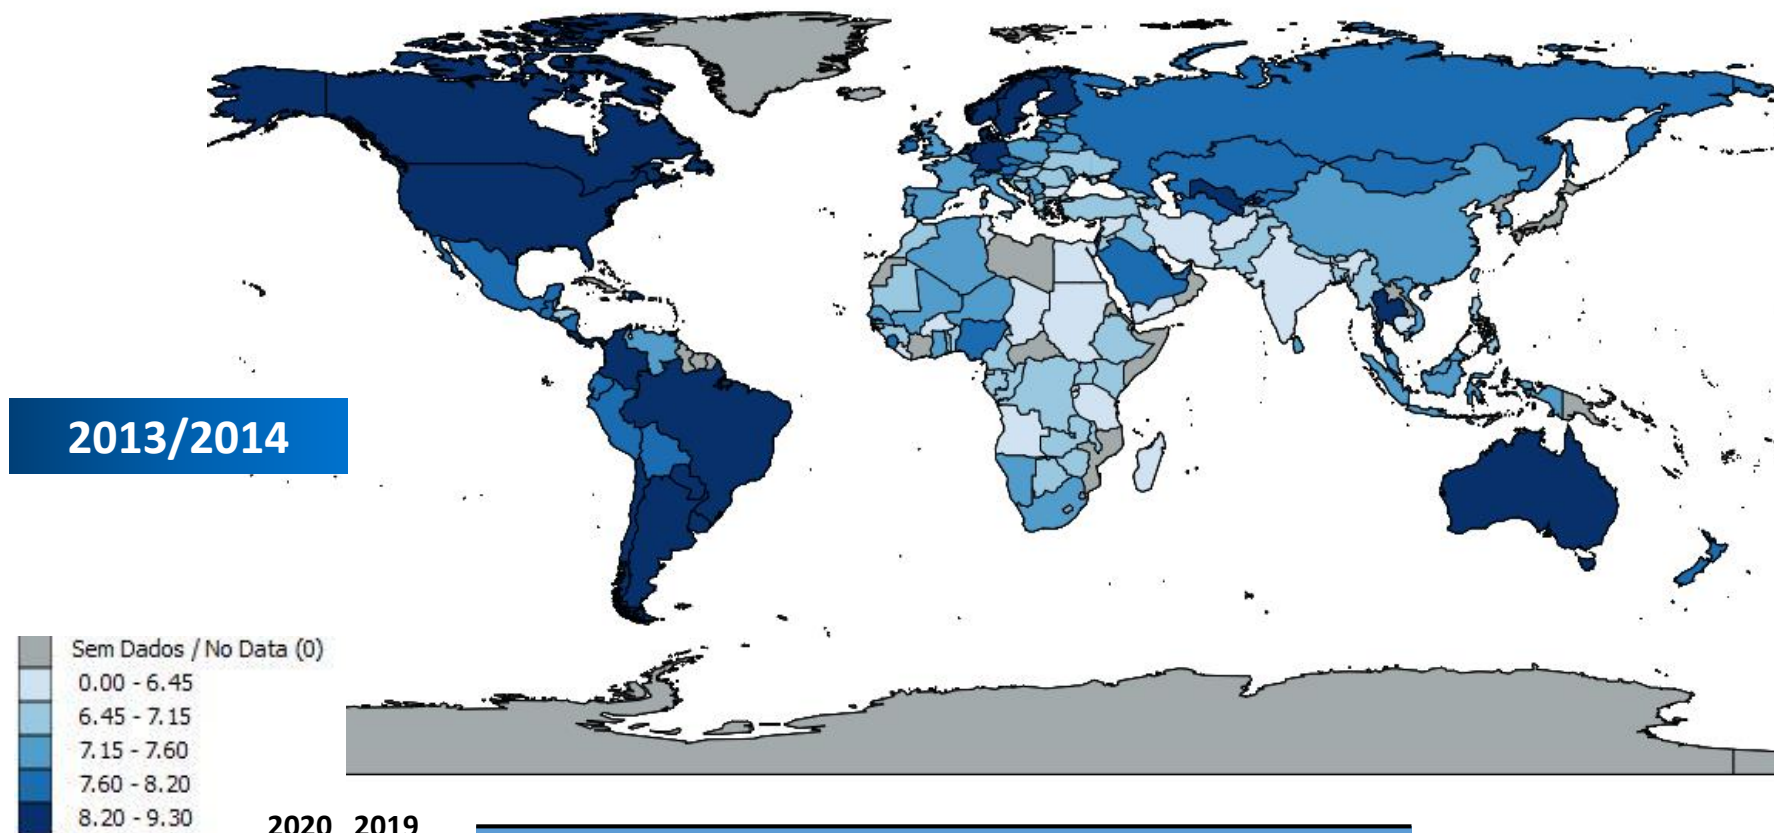 2013/2014
Sem Dados / No Data (0)
0.00 - 6.45
6.45 - 7.15
7.15 - 7.60
7.60 - 8.20
8.20 - 9.30
2020 2019